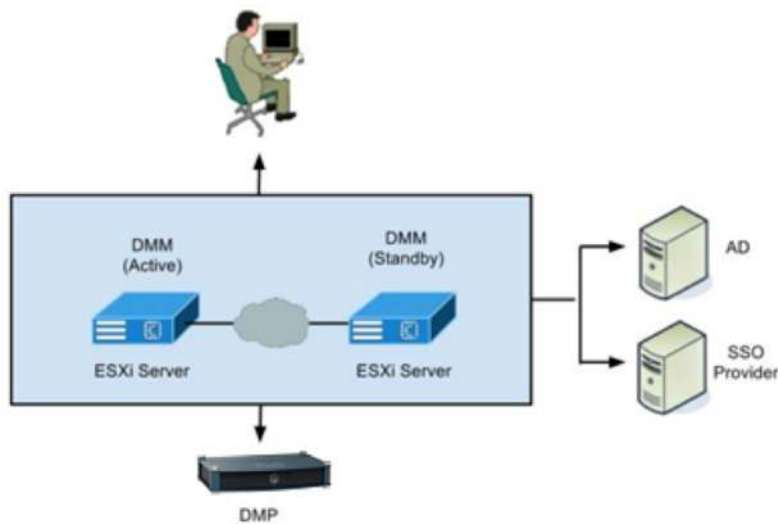 DMM
(Active)
DMM
(Standby)
ESXi Server
ESXi Server
AD
SSO
Provider
DMP